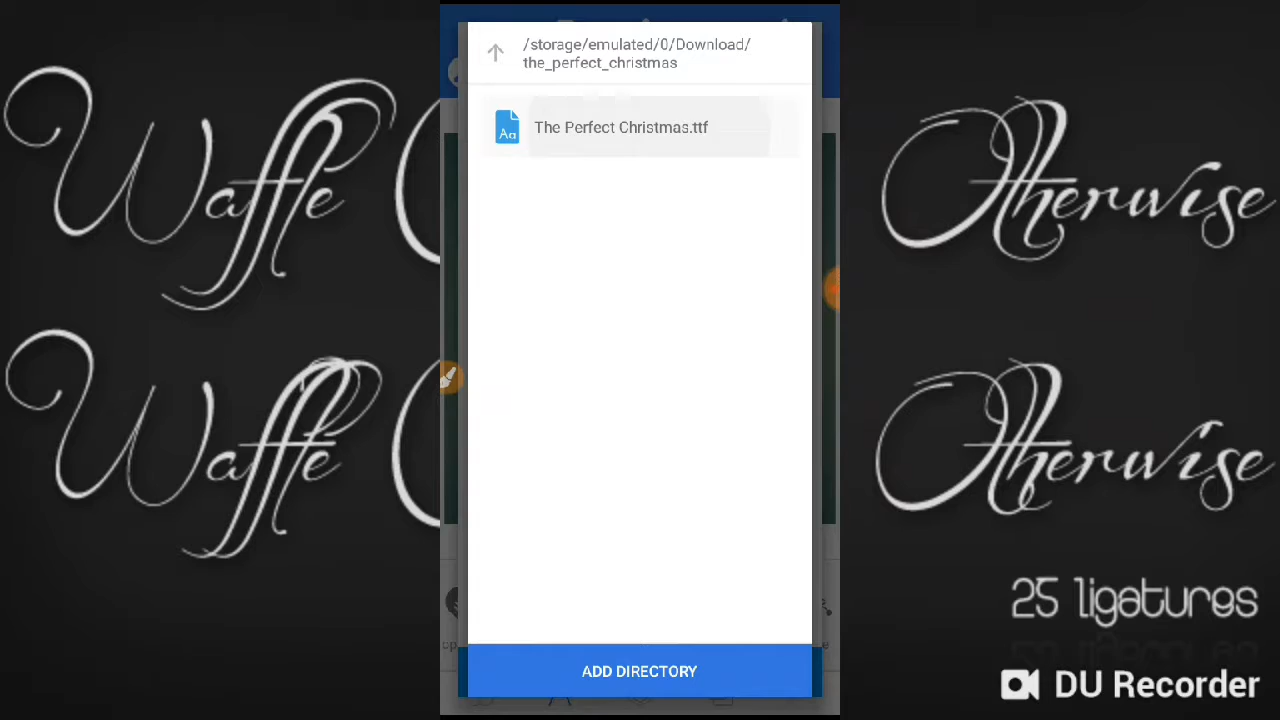 /storage/emulated/0/Download/
the_perfect_christmas
The Perfect Christmas.ttf
ADD DIRECTORY
Waffle
Otherwise
Waffle
Otherwise
25 ligatures
DU Recorder